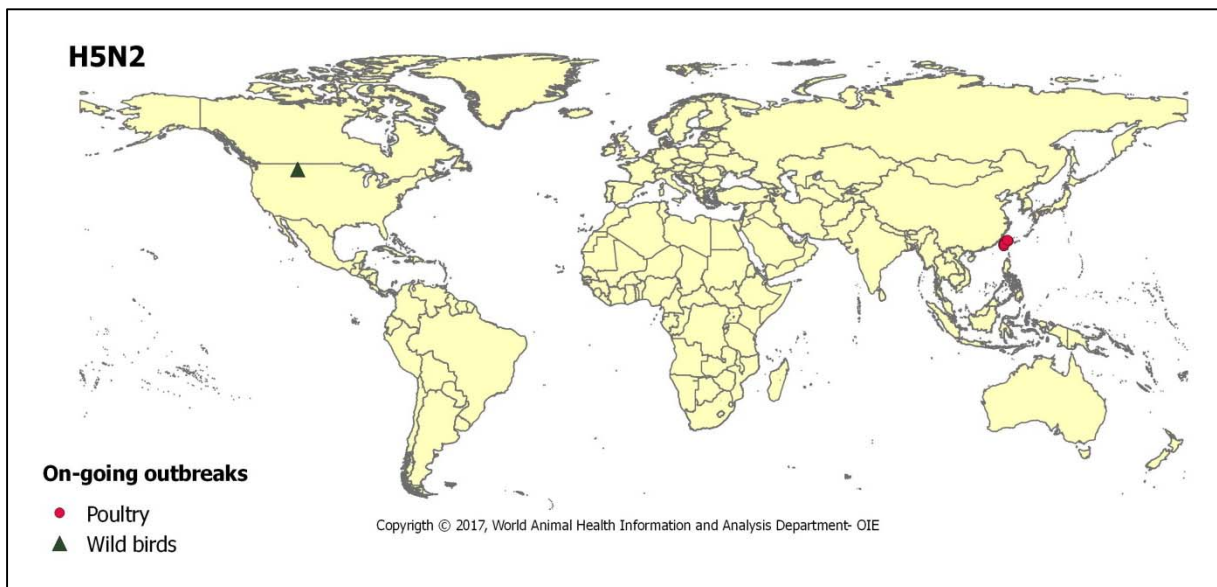 H5N2
On-going outbreaks
Poultry
Wild birds
Copyrigth © 2017, World Animal Health Information and Analysis Department- OIE